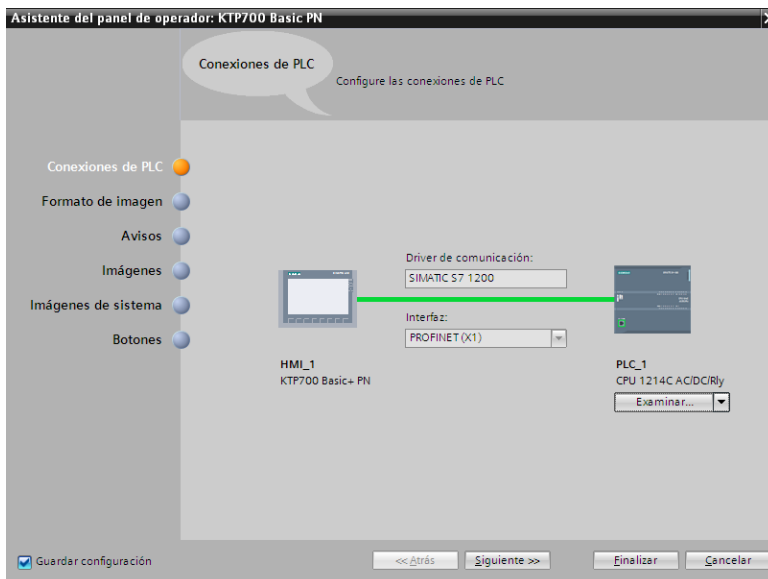 Asistente del panel de operador: KTP700 Basic PN
Conexiones de PLC
Configure las conexiones de PLC
Conexiones de PLC
Formato de imagen
Avisos
Imágenes
Imágenes de sistema
Botones
Driver de comunicación:
SIMATIC S7 1200
Interfaz:
PROFINET (X1)
HMI_1
KTP700 Basic+ PN
PLC_1
CPU 1214C AC/DC/Rly
Examinar...
Guardar configuración
<< Atrás
Siguiente >>
Finalizar
Cancelar